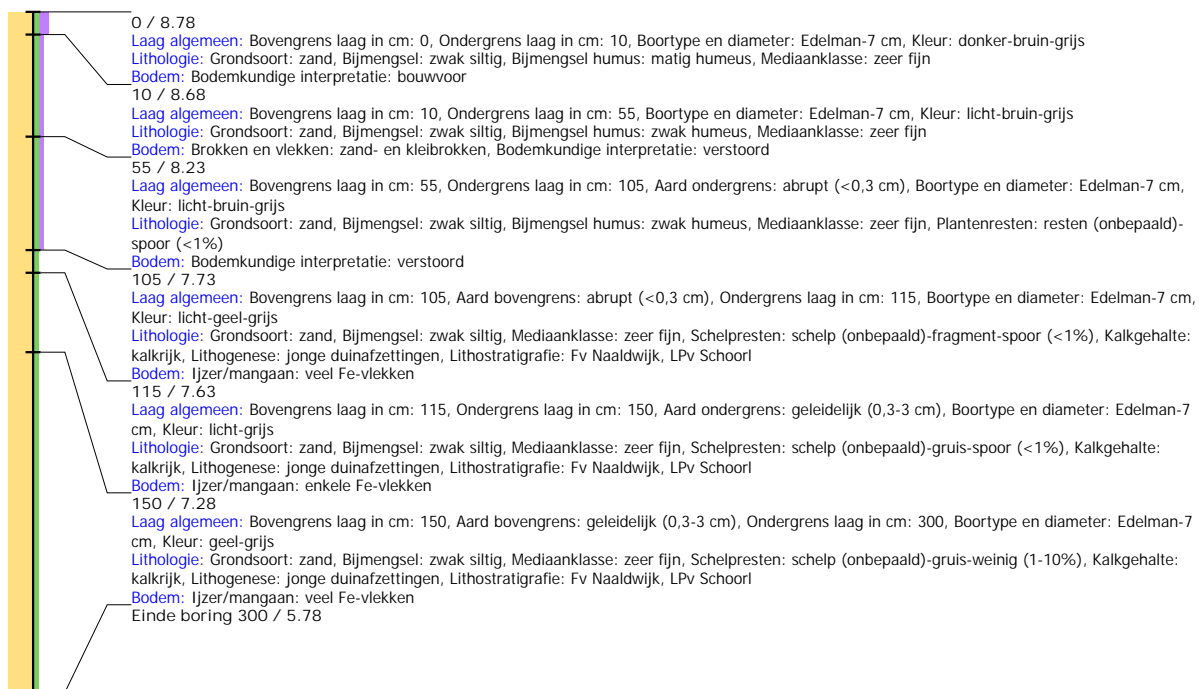 0 / 8.78
Laag algemeen: Bovengrens laag in cm: 0, Ondergrens laag in cm: 10, Boortype en diameter: Edelman-7 cm, Kleur: donker-bruin-grijs
Lithologie: Grondsoort: zand, Bijmengsel: zwak siltig, Bijmengsel humus: matig humeus, Mediaanklasse: zeer fijn
Bodem: Bodemkundige interpretatie: bouwvoor
10 / 8.68
Laag algemeen: Bovengrens laag in cm: 10, Ondergrens laag in cm: 55, Boortype en diameter: Edelman-7 cm, Kleur: licht-bruin-grijs
Lithologie: Grondsoort: zand, Bijmengsel: zwak siltig, Bijmengsel humus: zwak humeus, Mediaanklasse: zeer fijn
Bodem: Brokken en vlekken: zand- en kleibrokken, Bodemkundige interpretatie: verstoord
55 / 8.23
Laag algemeen: Bovengrens laag in cm: 55, Ondergrens laag in cm: 105, Aard ondergrens: abrupt (<0,3 cm), Boortype en diameter: Edelman-7 cm,
Kleur: licht-bruin-grijs
Lithologie: Grondsoort: zand, Bijmengsel: zwak siltig, Bijmengsel humus: zwak humeus, Mediaanklasse: zeer fijn, Plantenresten: resten (onbepaald)-
spoor (<1%)
Bodem: Bodemkundige interpretatie: verstoord
105 / 7.73
Laag algemeen: Bovengrens laag in cm: 105, Aard bovengrens: abrupt (<0,3 cm), Ondergrens laag in cm: 115, Boortype en diameter: Edelman-7 cm,
Kleur: licht-geel-grijs
Lithologie: Grondsoort: zand, Bijmengsel: zwak siltig, Mediaanklasse: zeer fijn, Schelpresten: schelp (onbepaald)-fragment-spoor (<1%), Kalkgehalte:
kalkrijk, Lithogenese: jonge duinafzettingen, Lithostratigrafie: Fv Naaldwijk, LPv Schoorl
Bodem: Ijzer/mangaan: veel Fe-vlekken
115 / 7.63
Laag algemeen: Bovengrens laag in cm: 115, Ondergrens laag in cm: 150, Aard ondergrens: geleidelijk (0,3-3 cm), Boortype en diameter: Edelman-7
cm, Kleur: licht-grijs
Lithologie: Grondsoort: zand, Bijmengsel: zwak siltig, Mediaanklasse: zeer fijn, Schelpresten: schelp (onbepaald)-gruis-spoor (<1%), Kalkgehalte:
kalkrijk, Lithogenese: jonge duinafzettingen, Lithostratigrafie: Fv Naaldwijk, LPv Schoorl
Bodem: Ijzer/mangaan: enkele Fe-vlekken
150 / 7.28
Laag algemeen: Bovengrens laag in cm: 150, Aard bovengrens: geleidelijk (0,3-3 cm), Ondergrens laag in cm: 300, Boortype en diameter: Edelman-7
cm, Kleur: geel-grijs
Lithologie: Grondsoort: zand, Bijmengsel: zwak siltig, Mediaanklasse: zeer fijn, Schelpresten: schelp (onbepaald)-gruis-weinig (1-10%), Kalkgehalte:
kalkrijk, Lithogenese: jonge duinafzettingen, Lithostratigrafie: Fv Naaldwijk, LPv Schoorl
Bodem: Ijzer/mangaan: veel Fe-vlekken
Einde boring 300 / 5.78